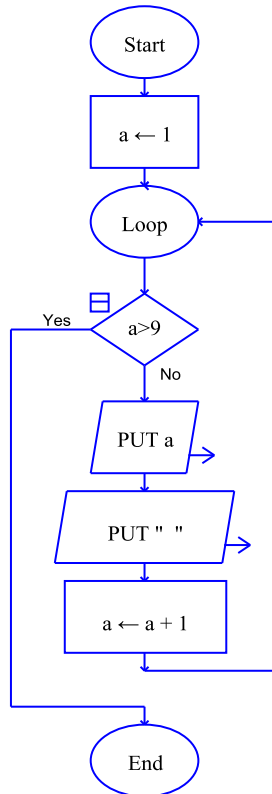 Start
a ← 1
Loop
a>9
Yes
No
PUT a
PUT "  "
a ← a + 1
End